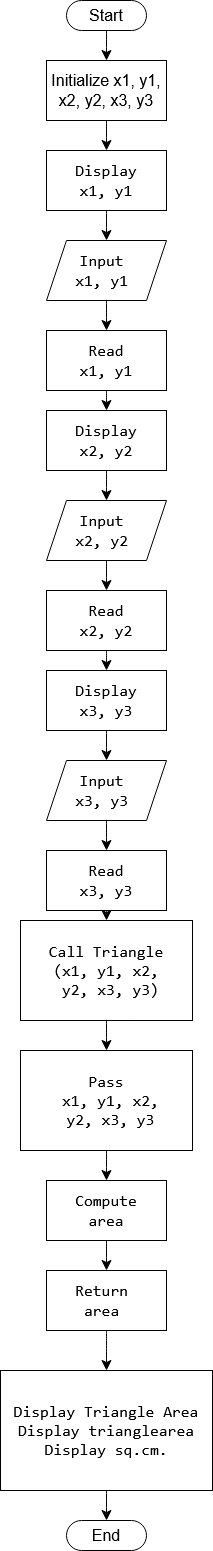 Start
Initialize x1, y1,
x2, y2, x3, y3
Display
x1, y1
Input
x1, y1
Read
x1, y1
Display
x2, y2
Input
x2, y2
Read
x2, y2
Display
x3, y3
Input
x3, y3
Read
x3, y3
Call Triangle
(x1, y1, x2,
y2, x3, y3)
Pass
x1, y1, x2,
y2, x3, y3
Compute
area
Return
area
Display Triangle Area
Display trianglearea
Display sq.cm.
End